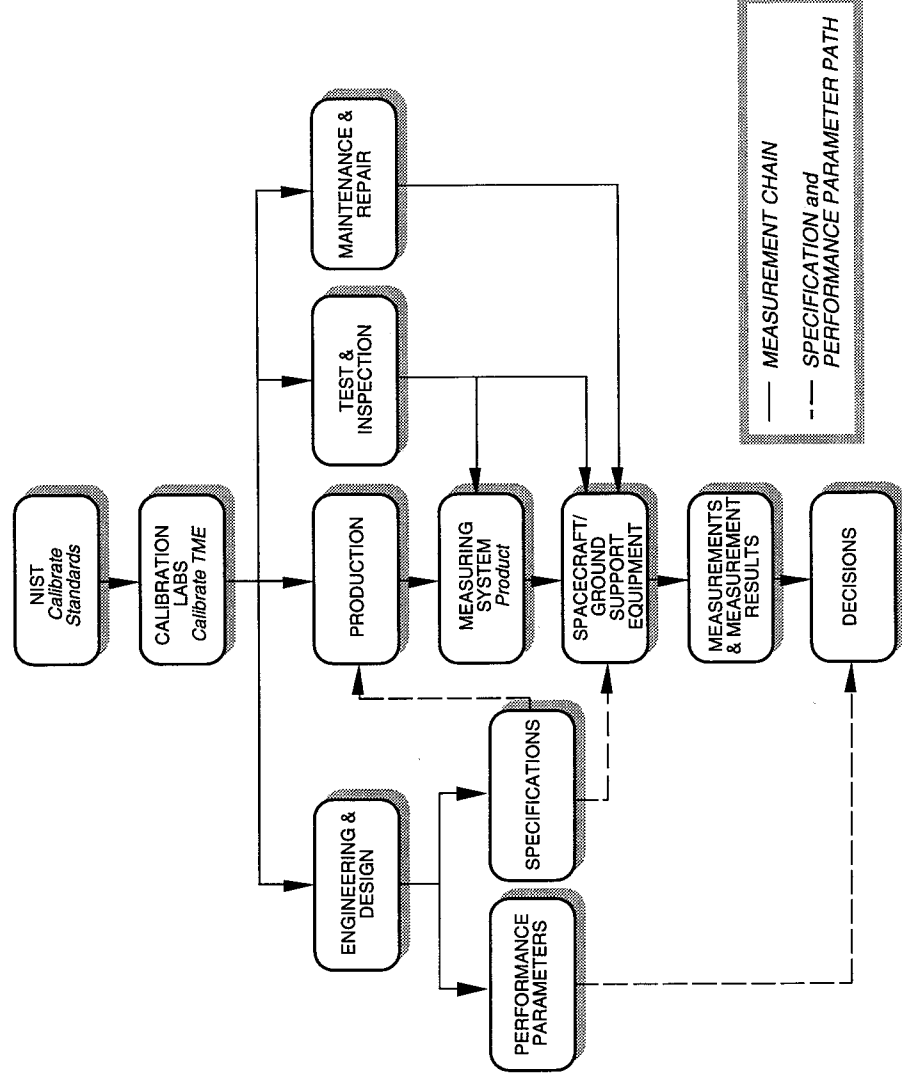 NIST
Calibrate
Standards
CALIBRATION
LABS
Calibrate TME
ENGINEERING &
DESIGN
PRODUCTION
TEST &
INSPECTION
MAINTENANCE &
REPAIR
PERFORMANCE
PARAMETERS
SPECIFICATIONS
MEASURING
SYSTEM
Product
SPACECRAFT/
GROUND
SUPPORT
EQUIPMENT
MEASUREMENTS
& MEASUREMENT
RESULTS
DECISIONS
MEASUREMENT CHAIN
SPECIFICATION and
PERFORMANCE PARAMETER PATH